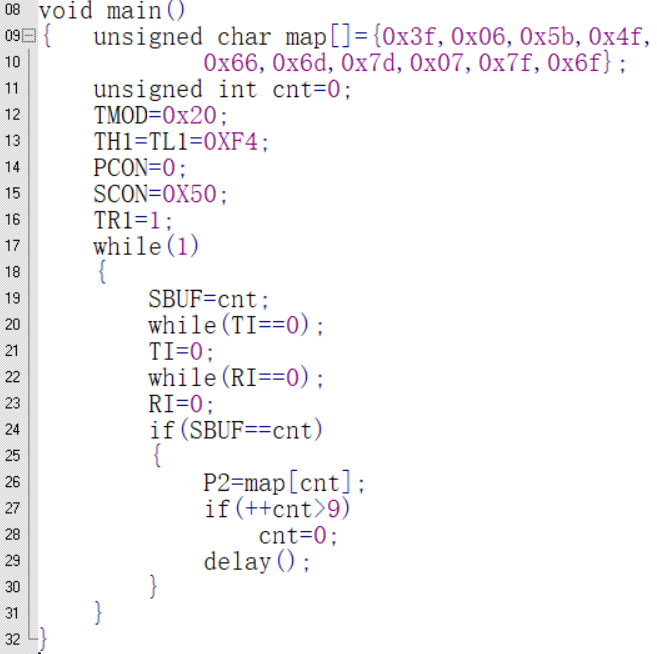 08 void main()
09 {   unsigned char map[]={0x3f,0x06,0x5b,0x4f,
10             0x66,0x6d,0x7d,0x07,0x7f,0x6f};
11     unsigned int cnt=0;
12     TMOD=0x20;
13     TH1=TL1=0XF4;
14     PCON=0;
15     SCON=0X50;
16     TR1=1;
17     while(1)
18     {
19         SBUF=cnt;
20         while(TI==0);
21         TI=0;
22         while(RI==0);
23         RI=0;
24         if(SBUF==cnt)
25         {
26             P2=map[cnt];
27             if(++cnt>9)
28                 cnt=0;
29             delay();
30         }
31     }
32 }